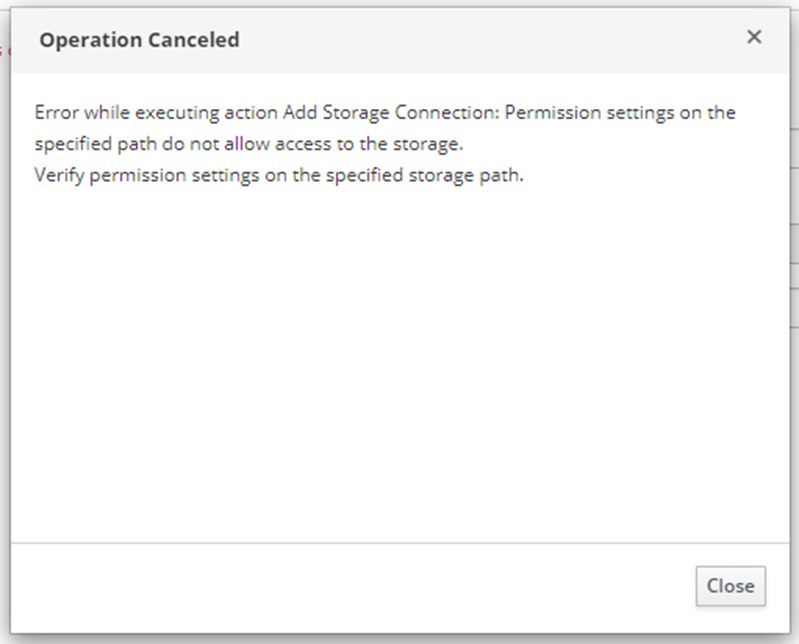 Operation Canceled
Error while executing action Add Storage Connection: Permission settings on the
specified path do not allow access to the storage.
Verify permission settings on the specified storage path.
Close